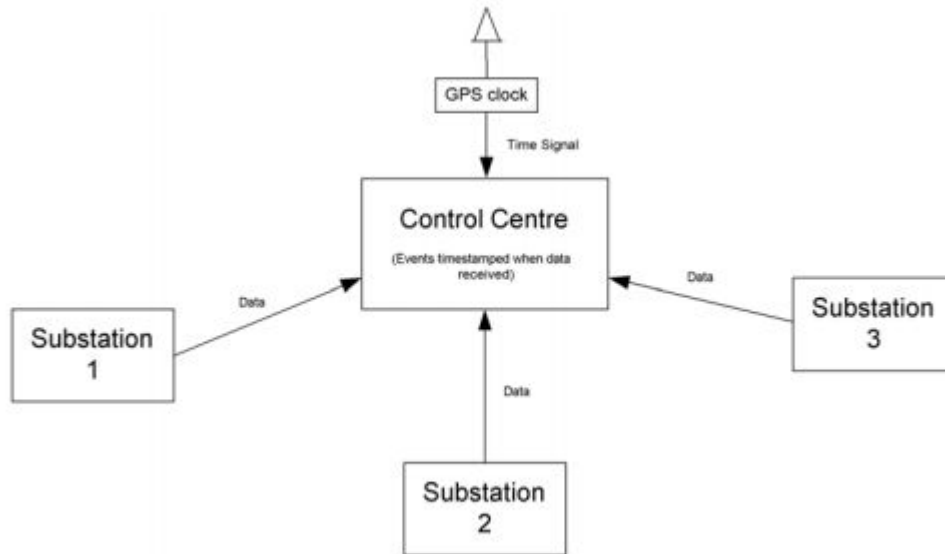 GPS clock
Time Signal
Control Centre
(Events timestamped when data
received)
Data
Data
Substation
1
Substation
3
Data
Substation
2